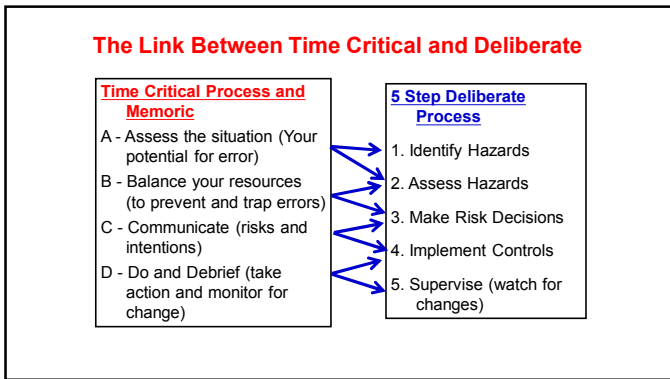 The Link Between Time Critical and Deliberate
Time Critical Process and
Memoric
A - Assess the situation (Your
potential for error)
B - Balance your resources
(to prevent and trap errors)
C - Communicate (risks and
intentions)
D - Do and Debrief (take
action and monitor for
change)
5 Step Deliberate
Process
1. Identify Hazards
2. Assess Hazards
3. Make Risk Decisions
4. Implement Controls
5. Supervise (watch for
changes)